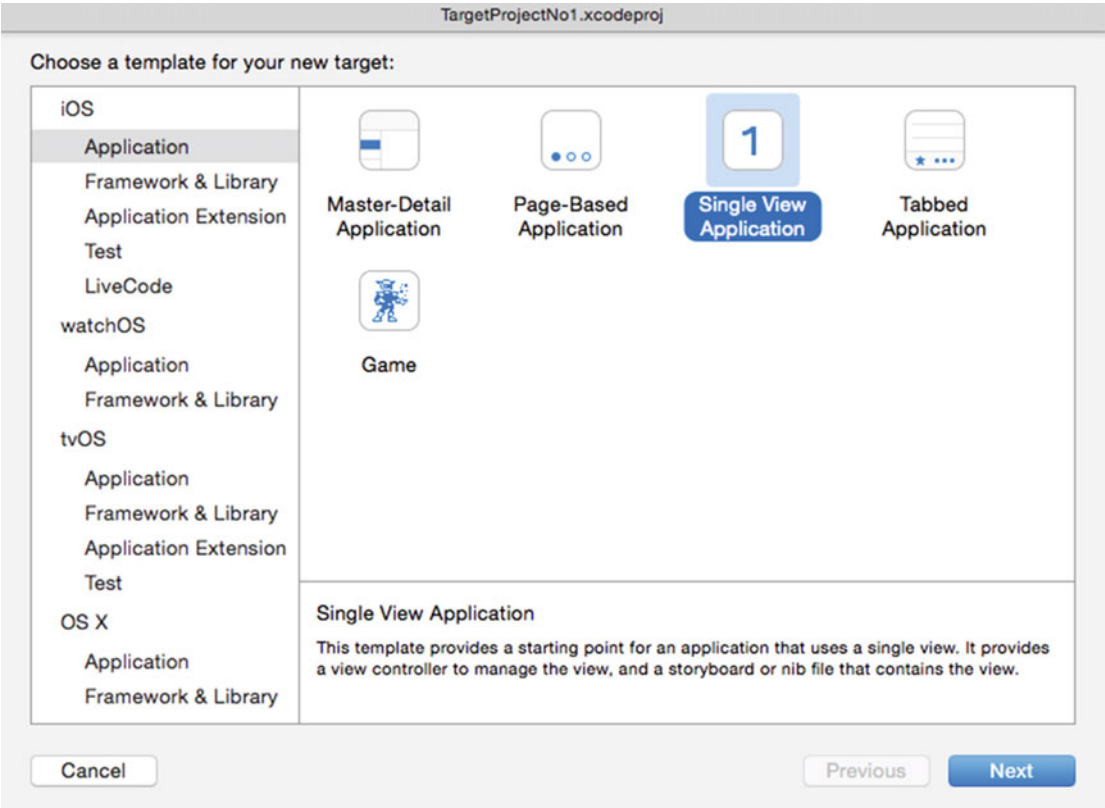 TargetProjectNo1.xcodeproj
Choose a template for your new target:
iOS
Application
Framework & Library
Application Extension
Test
LiveCode
watchOS
Application
Framework & Library
tvOS
Application
Framework & Library
Application Extension
Test
OS X
Application
Framework & Library
Master-Detail
Application
Page-Based
Application
1
Single View
Application
Tabbed
Application
Game
Single View Application
This template provides a starting point for an application that uses a single view. It provides
a view controller to manage the view, and a storyboard or nib file that contains the view.
Cancel
Previous
Next